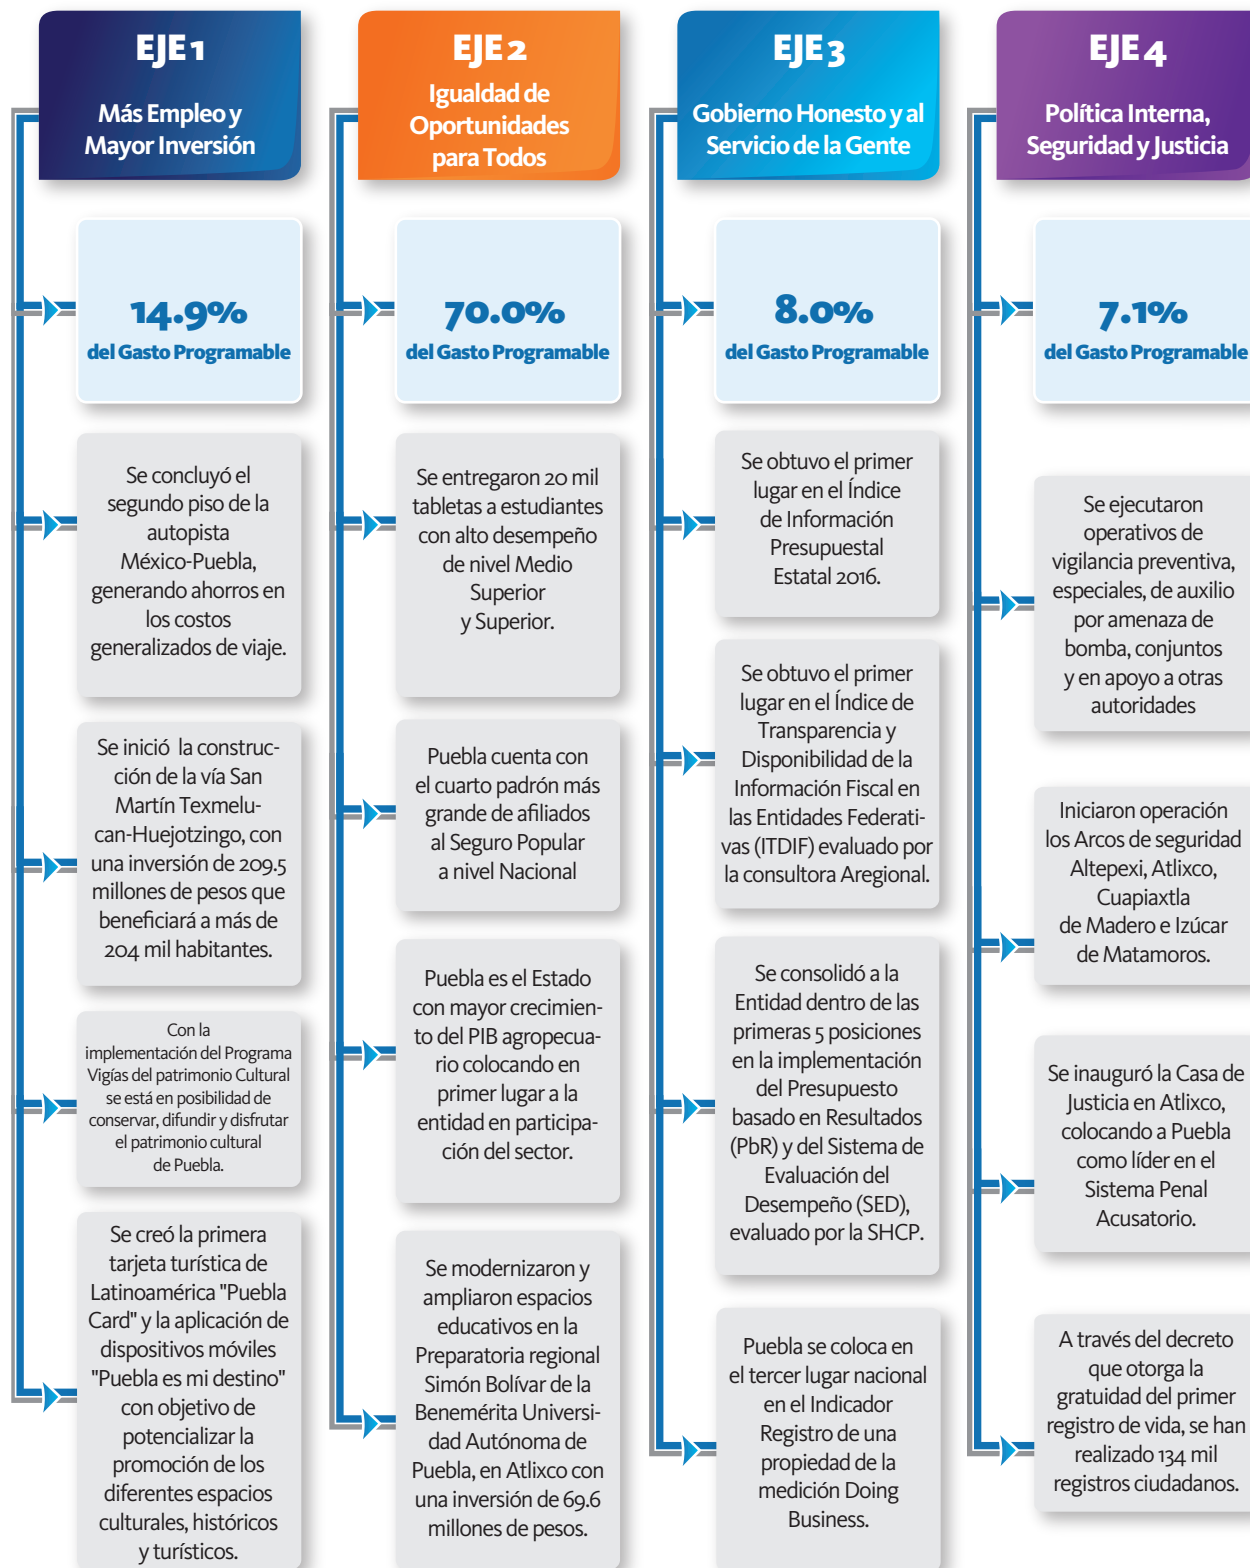 EJE 1
Más Empleo y
Mayor Inversión
14.9%
del Gasto Programable
Se concluyó el
segundo piso de la
autopista
México-Puebla,
generando ahorros en
los costos
generalizados de viaje.
Se inició  la construc-
ción de la vía San
Martín Texmelu-
can-Huejotzingo, con
una inversión de 209.5
millones de pesos que
beneficiará a más de
204 mil habitantes.
Con la
implementación del Programa
Vigías del patrimonio Cultural
se está en posibilidad de
conservar, difundir y disfrutar
el patrimonio cultural
de Puebla.
Se creó la primera
tarjeta turística de
Latinoamérica "Puebla
Card" y la aplicación de
dispositivos móviles
"Puebla es mi destino"
con objetivo de
potencializar la
promoción de los
diferentes espacios
culturales, históricos
y turísticos.
EJE 2
Igualdad de
Oportunidades
para Todos
70.0%
del Gasto Programable
Se entregaron 20 mil
tabletas a estudiantes
con alto desempeño
de nivel Medio
Superior
y Superior.
Puebla cuenta con
el cuarto padrón más
grande de afiliados
al Seguro Popular
a nivel Nacional
Puebla es el Estado
con mayor crecimien-
to del PIB agropecua-
rio colocando en
primer lugar a la
entidad en participa-
ción del sector.
Se modernizaron y
ampliaron espacios
educativos en la
Preparatoria regional
Simón Bolívar de la
Benemérita Universi-
dad Autónoma de
Puebla, en Atlixco con
una inversión de 69.6
millones de pesos.
EJE 3
Gobierno Honesto y al
Servicio de la Gente
8.0%
del Gasto Programable
Se obtuvo el primer
lugar en el Índice
de Información
Presupuestal
Estatal 2016.
Se obtuvo el primer
lugar en el Índice de
Transparencia y
Disponibilidad de la
Información Fiscal en
las Entidades Federati-
vas (ITDIF) evaluado por
la consultora Aregional.
Se consolidó a la
Entidad dentro de las
primeras 5 posiciones
en la implementación
del Presupuesto
basado en Resultados
(PbR) y del Sistema de
Evaluación del
Desempeño (SED),
evaluado por la SHCP.
Puebla se coloca en
el tercer lugar nacional
en el Indicador
Registro de una
propiedad de la
medición Doing
Business.
EJE 4
Política Interna,
Seguridad y Justicia
7.1%
del Gasto Programable
Se ejecutaron
operativos de
vigilancia preventiva,
especiales, de auxilio
por amenaza de
bomba, conjuntos
y en apoyo a otras
autoridades
Iniciaron operación
los Arcos de seguridad
Altepexi, Atlixco,
Cuapiaxtla
de Madero e Izúcar
de Matamoros.
Se inauguró la Casa de
Justicia en Atlixco,
colocando a Puebla
como líder en el
Sistema Penal
Acusatorio.
A través del decreto
que otorga la
gratuidad del primer
registro de vida, se han
realizado 134 mil
registros ciudadanos.